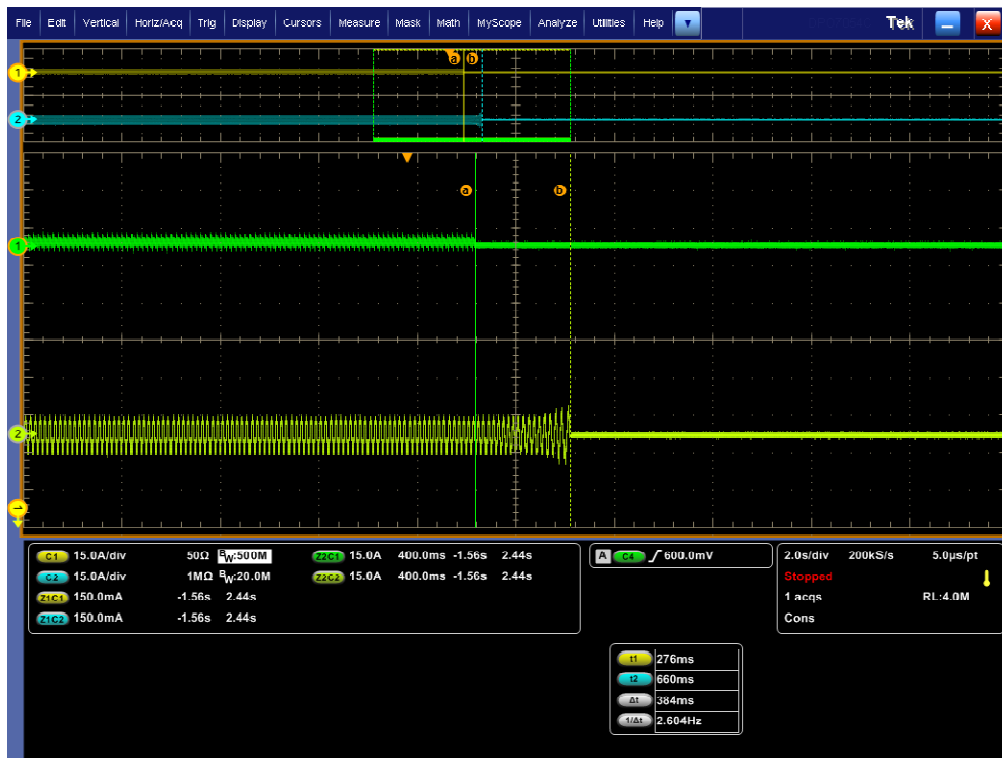 File Edit Vertical Horiz/Acq Trig Display Cursors Measure Mask Math MyScope Analyze Utilities Help Tek X
a b
1
2
a b
1
2
C1 15.0A/div 50Ω BW:500M
C2 15.0A/div 1MΩ BW:20.0M
Z1C1 150.0mA -1.56s 2.44s
Z1C2 150.0mA -1.56s 2.44s
Z2C1 15.0A 400.0ms -1.56s 2.44s
Z2C2 15.0A 400.0ms -1.56s 2.44s
A C4 600.0mV
2.0s/div 200kS/s 5.0µs/pt
Stopped
1 acqs RL:4.0M
Cons
t1 276ms
t2 660ms
Δt 384ms
1/Δt 2.604Hz